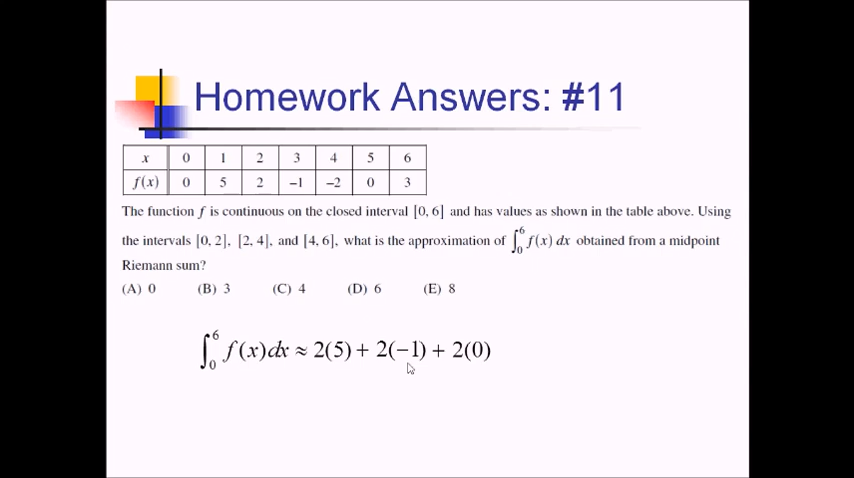 Homework Answers: #11
x 0 1 2 3 4 5 6
f(x) 0 5 2 −1 −2 0 3
The function f is continuous on the closed interval [0, 6] and has values as shown in the table above. Using
the intervals [0, 2], [2, 4], and [4, 6], what is the approximation of ∫₀⁶ f(x) dx obtained from a midpoint
Riemann sum?
(A) 0 (B) 3 (C) 4 (D) 6 (E) 8
∫₀⁶ f(x)dx ≈ 2(5) + 2(−1) + 2(0)